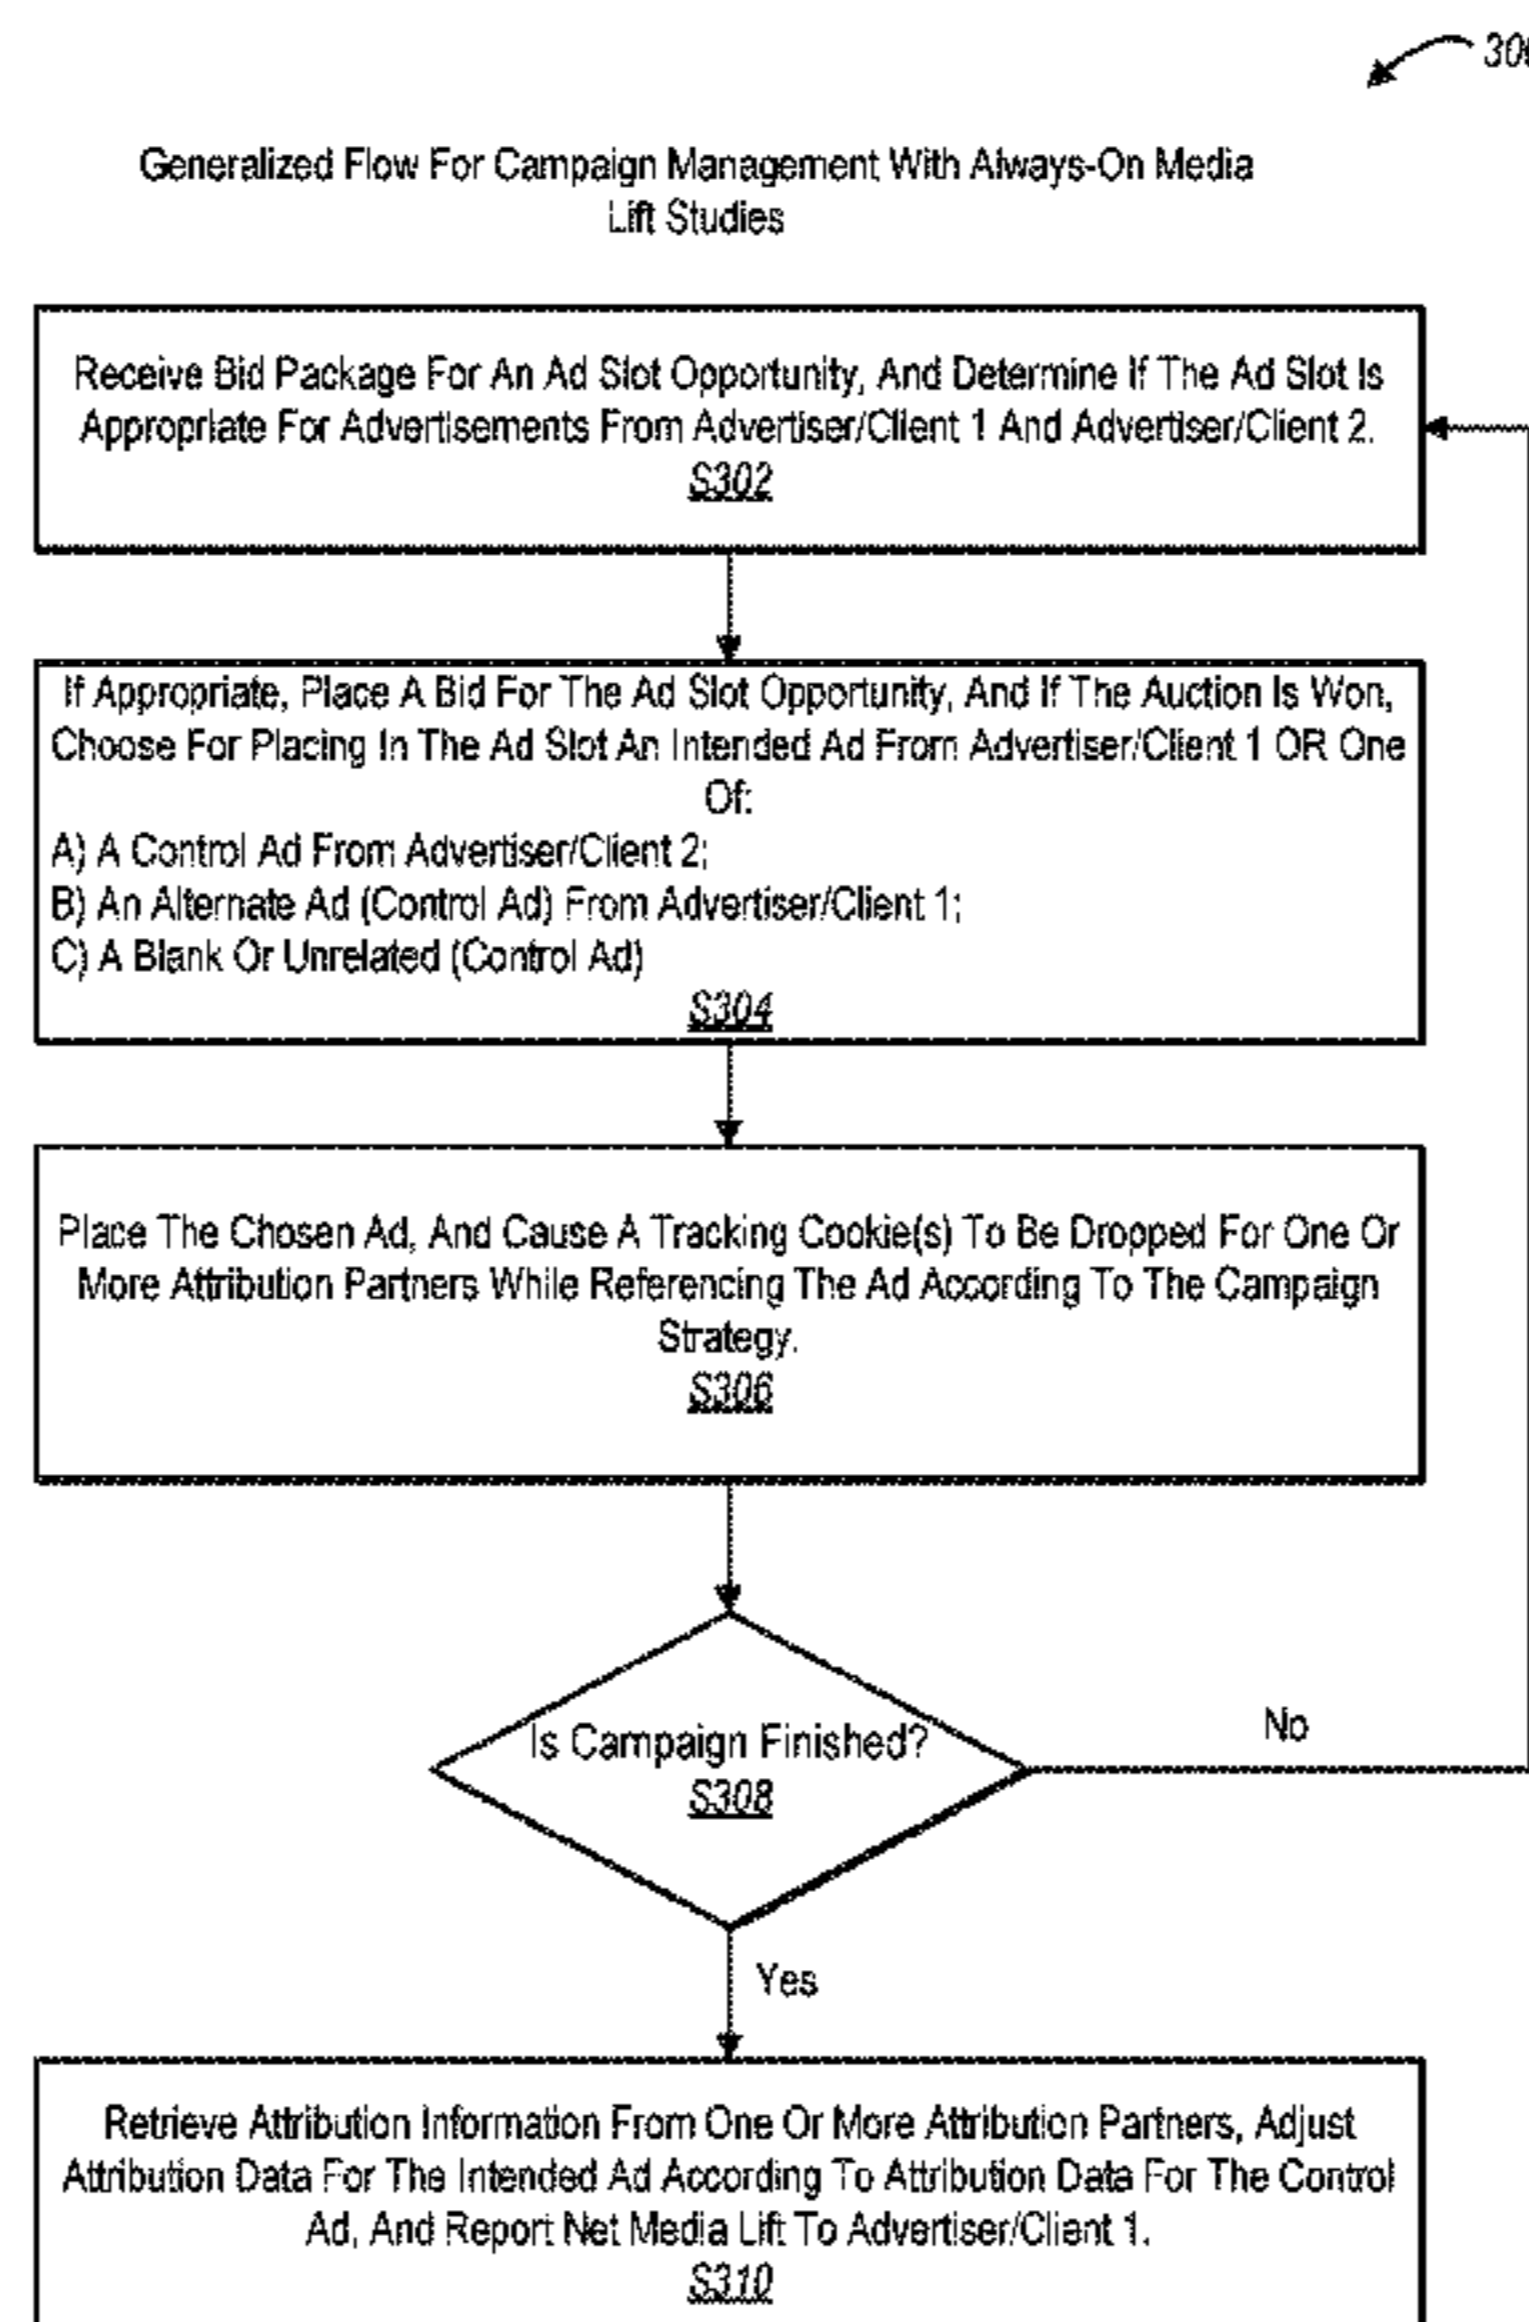 300
Generalized Flow For Campaign Management With Always-On Media
Lift Studies
Receive Bid Package For An Ad Slot Opportunity, And Determine If The Ad Slot Is
Appropriate For Advertisements From Advertiser/Client 1 And Advertiser/Client 2.
S302
If Appropriate, Place A Bid For The Ad Slot Opportunity, And If The Auction Is Won,
Choose For Placing In The Ad Slot An Intended Ad From Advertiser/Client 1 OR One
Of:
A) A Control Ad From Advertiser/Client 2;
B) An Alternate Ad (Control Ad) From Advertiser/Client 1;
C) A Blank Or Unrelated (Control Ad)
S304
Place The Chosen Ad, And Cause A Tracking Cookie(s) To Be Dropped For One Or
More Attribution Partners While Referencing The Ad According To The Campaign
Strategy.
S306
Is Campaign Finished?
S308
No
Yes
Retrieve Attribution Information From One Or More Attribution Partners, Adjust
Attribution Data For The Intended Ad According To Attribution Data For The Control
Ad, And Report Net Media Lift To Advertiser/Client 1.
S310